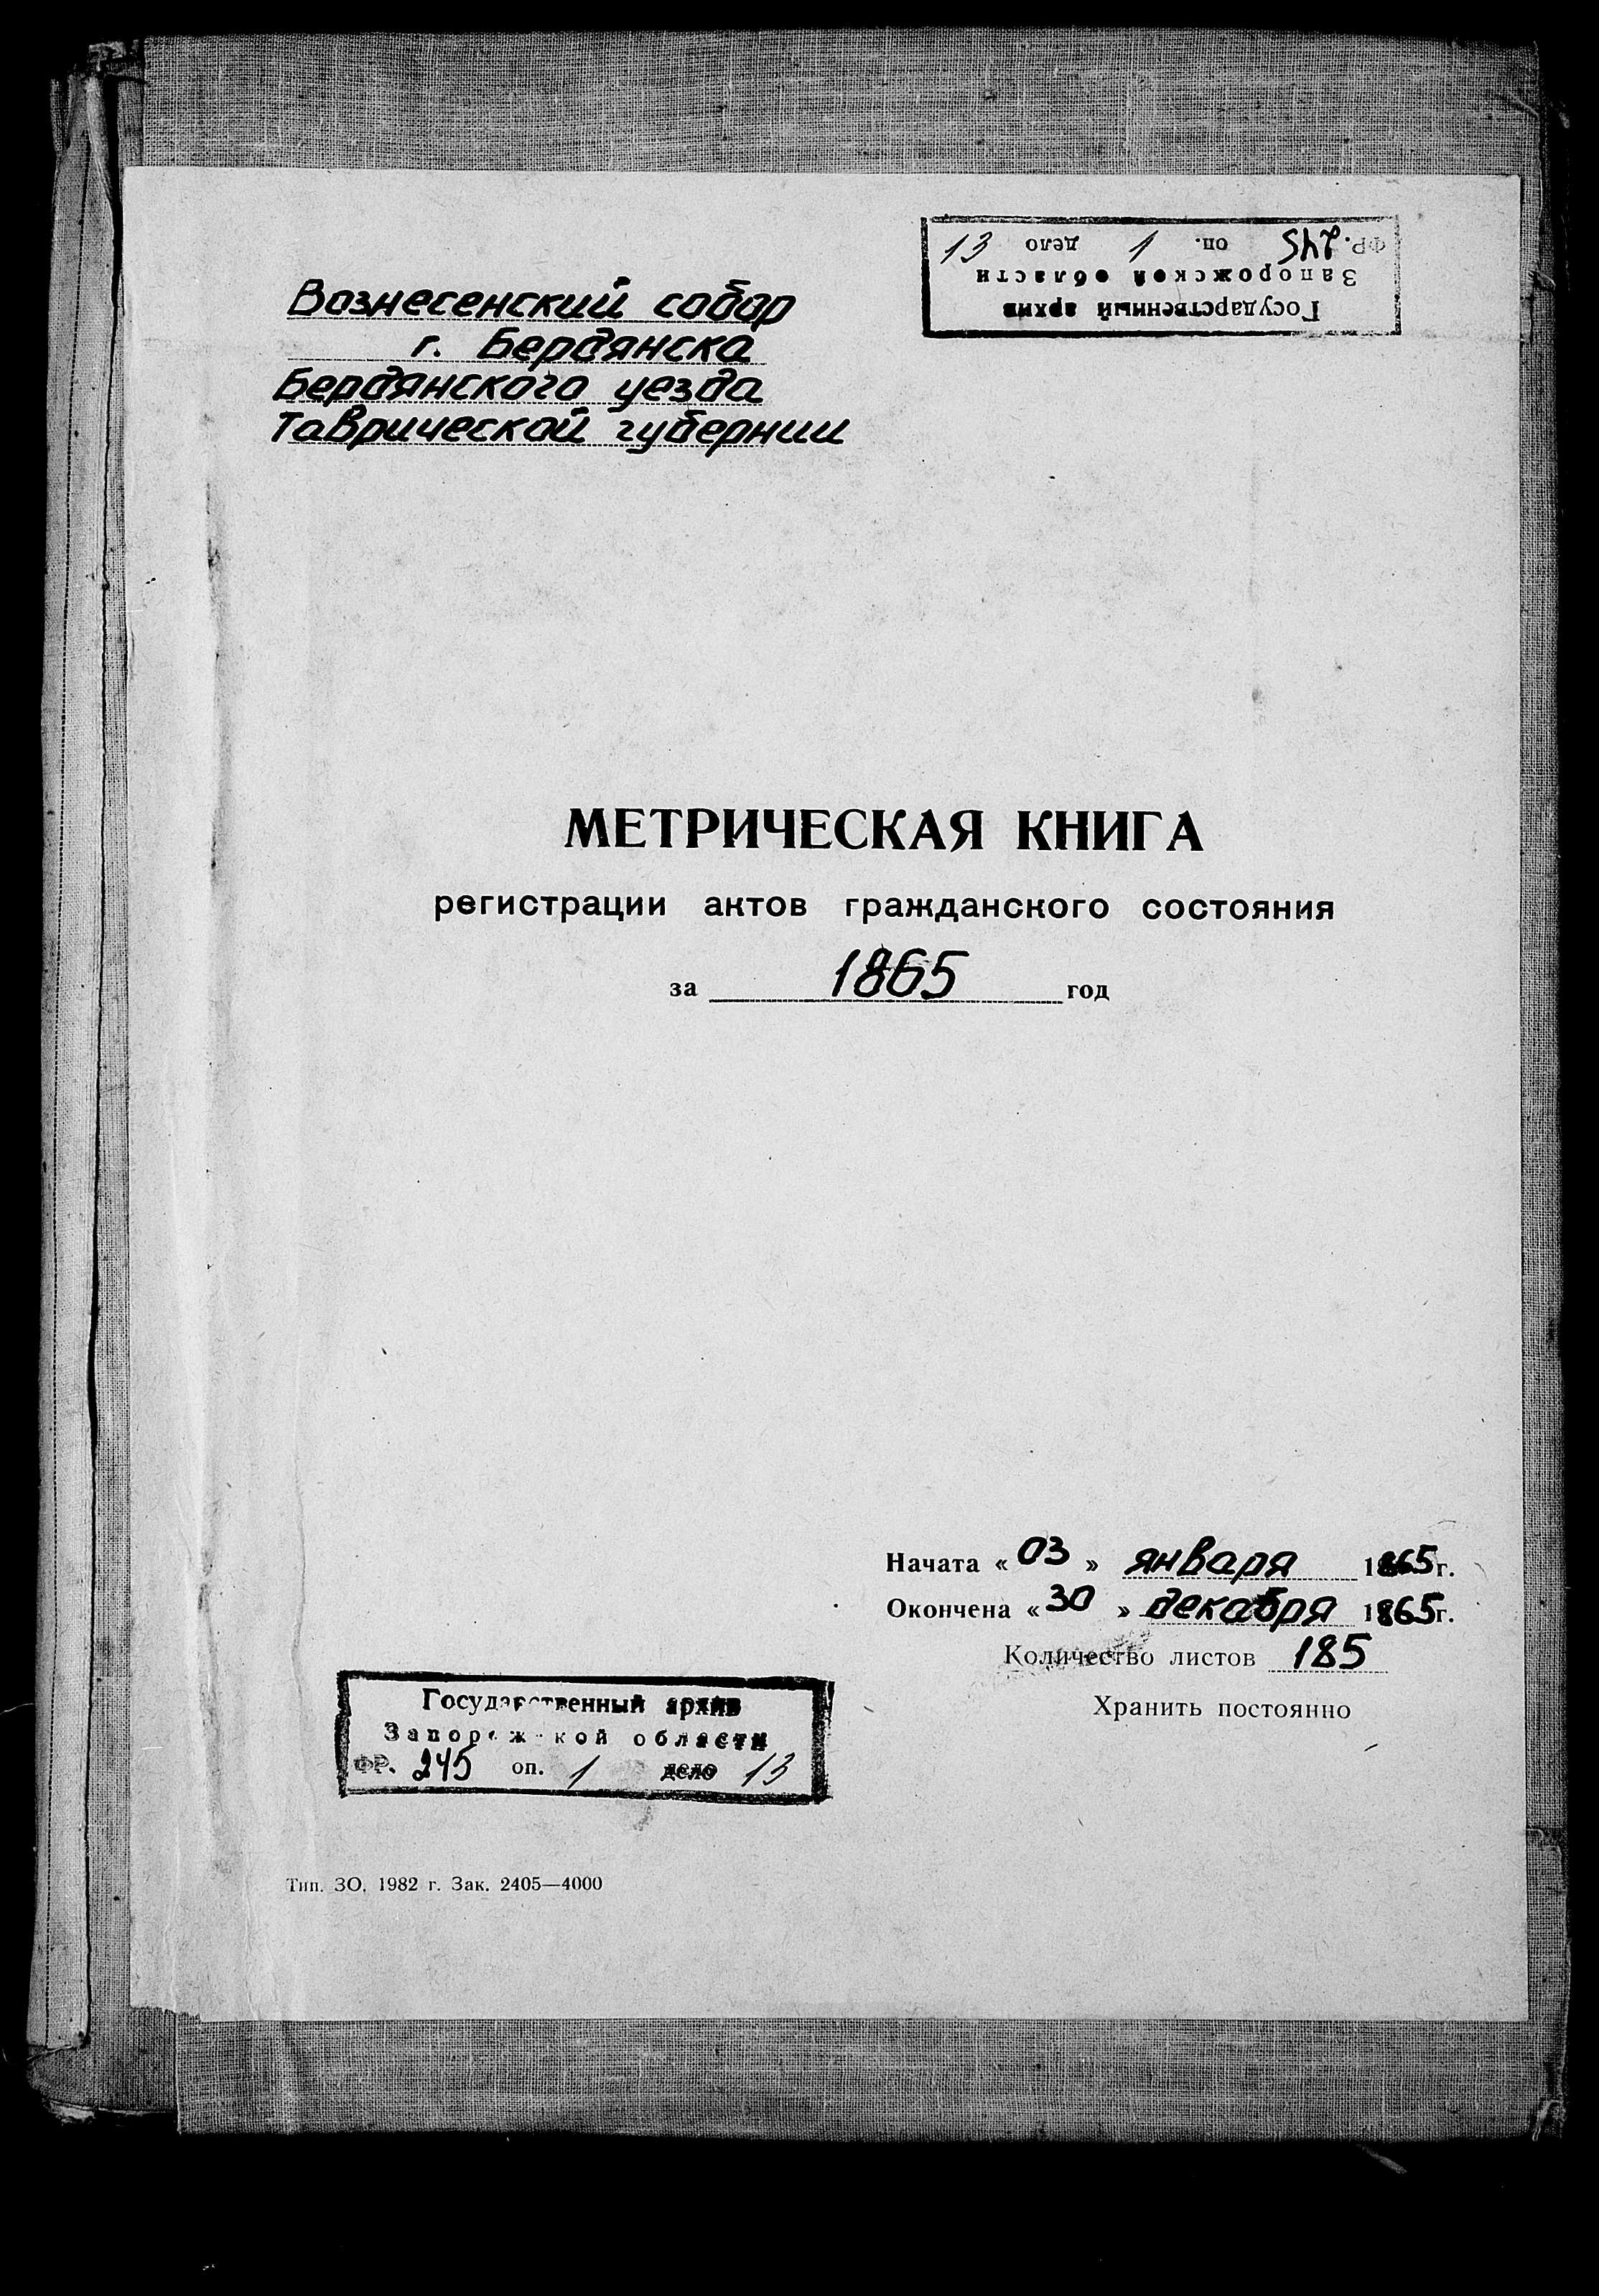 ФР. 245 оп. 1 дело 13
Запорожской области
Государственный архив
Вознесенский собор
г. Бердянска
Бердянского уезда
Таврической губернии
МЕТРИЧЕСКАЯ КНИГА
регистрации актов гражданского состояния
за 1865 год
Начата « 03 » января 1865 г.
Окончена « 30 » декабря 1865 г.
Количество листов 185
Хранить постоянно
Государственный архив
Запорожской области
ФР. 245 оп. 1 дело 13
Тип. ЗО, 1982 г. Зак. 2405—4000